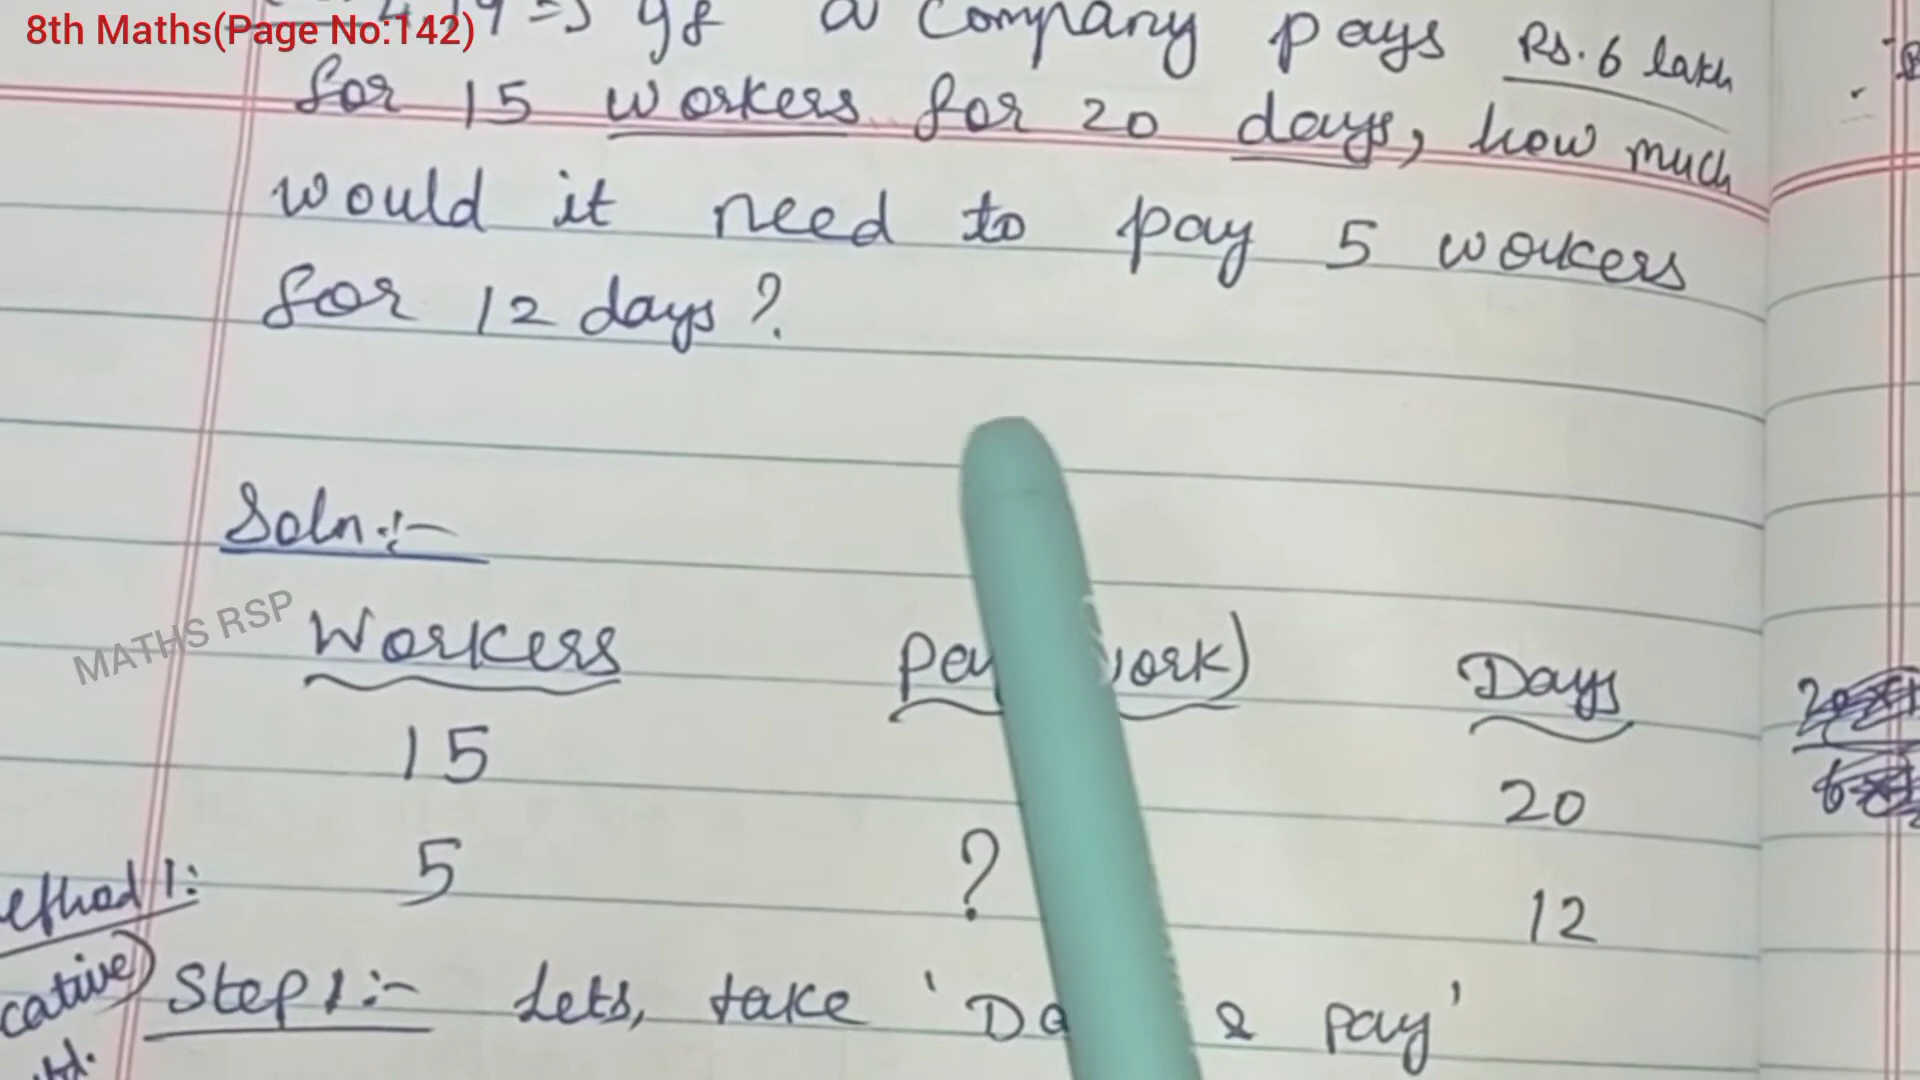 8th Maths(Page No:142)
a company pays Rs. 6 lakh
for 15 workers for 20 days, how much
would it need to pay 5 workers
for 12 days?
Soln:-
MATHS RSP
Workers Days
15 20
5 ? 12
Step 1:- Lets, take ' & pay'